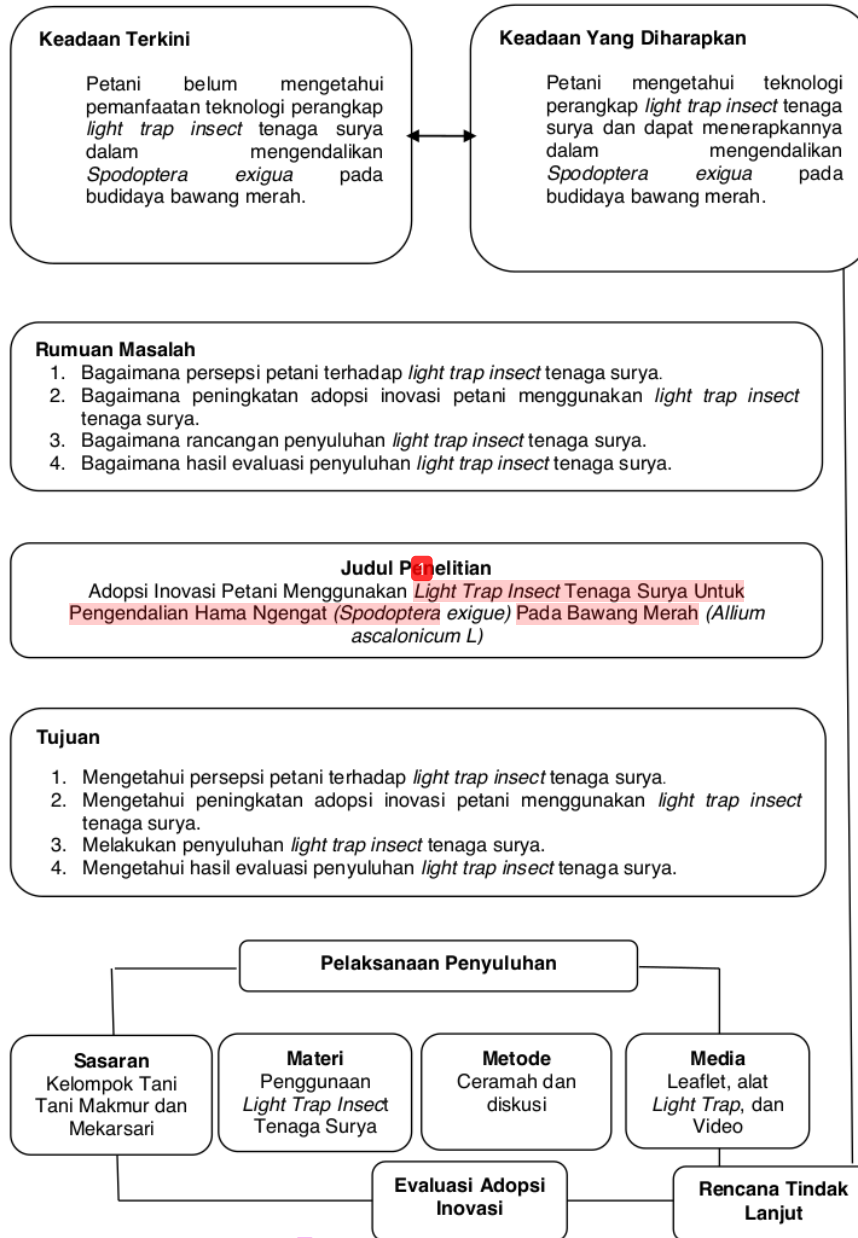 Keadaan Terkini
Petani belum mengetahui
pemanfaatan teknologi perangkap
light trap insect tenaga surya
dalam mengendalikan
Spodoptera exigua pada
budidaya bawang merah.
Keadaan Yang Diharapkan
Petani mengetahui teknologi
perangkap light trap insect tenaga
surya dan dapat menerapkannya
dalam mengendalikan
Spodoptera exigua pada
budidaya bawang merah.
Rumuan Masalah
1. Bagaimana persepsi petani terhadap light trap insect tenaga surya.
2. Bagaimana peningkatan adopsi inovasi petani menggunakan light trap insect
tenaga surya.
3. Bagaimana rancangan penyuluhan light trap insect tenaga surya.
4. Bagaimana hasil evaluasi penyuluhan light trap insect tenaga surya.
Judul Penelitian
1
Adopsi Inovasi Petani Menggunakan Light Trap Insect Tenaga Surya Untuk
Pengendalian Hama Ngengat (Spodoptera exigue) Pada Bawang Merah (Allium
ascalonicum L)
Tujuan
1. Mengetahui persepsi petani terhadap light trap insect tenaga surya.
2. Mengetahui peningkatan adopsi inovasi petani menggunakan light trap insect
tenaga surya.
3. Melakukan penyuluhan light trap insect tenaga surya.
4. Mengetahui hasil evaluasi penyuluhan light trap insect tenaga surya.
Pelaksanaan Penyuluhan
Sasaran
Kelompok Tani
Tani Makmur dan
Mekarsari
Materi
Penggunaan
Light Trap Insect
Tenaga Surya
Metode
Ceramah dan
diskusi
Media
Leaflet, alat
Light Trap, dan
Video
Evaluasi Adopsi
Inovasi
Rencana Tindak
Lanjut